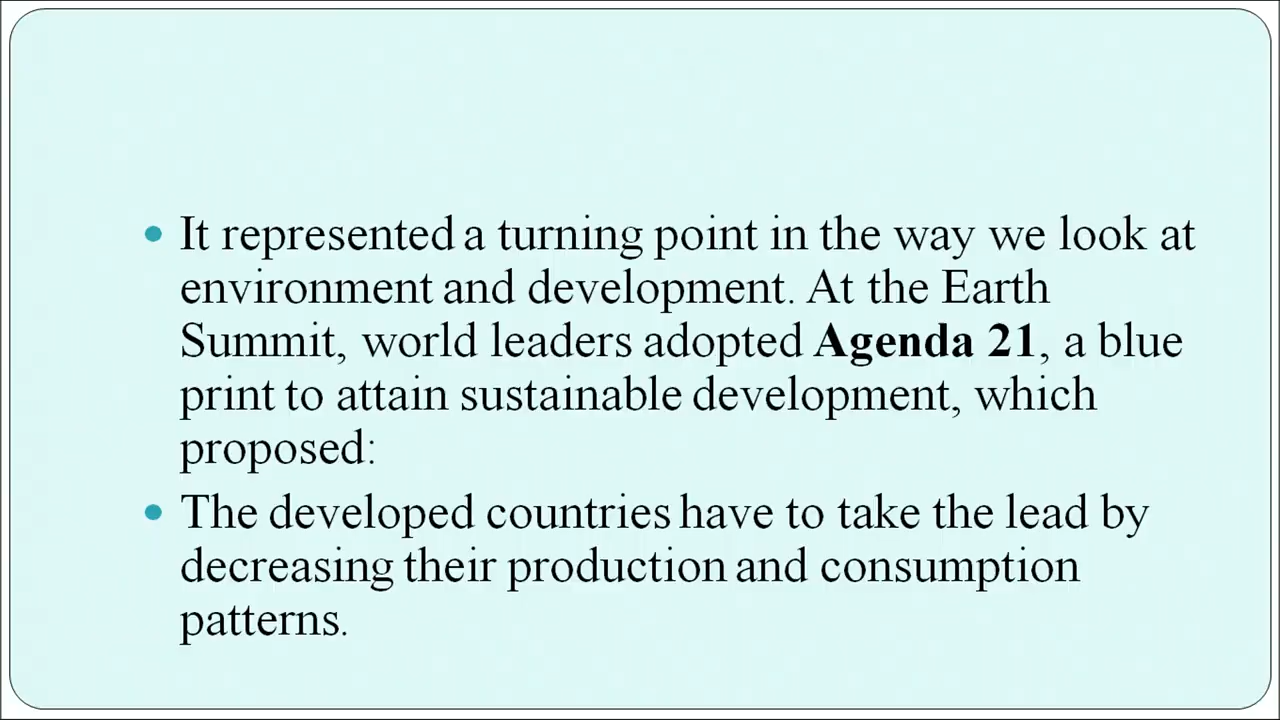 It represented a turning point in the way we look at
environment and development. At the Earth
Summit, world leaders adopted Agenda 21, a blue
print to attain sustainable development, which
proposed:
The developed countries have to take the lead by
decreasing their production and consumption
patterns.